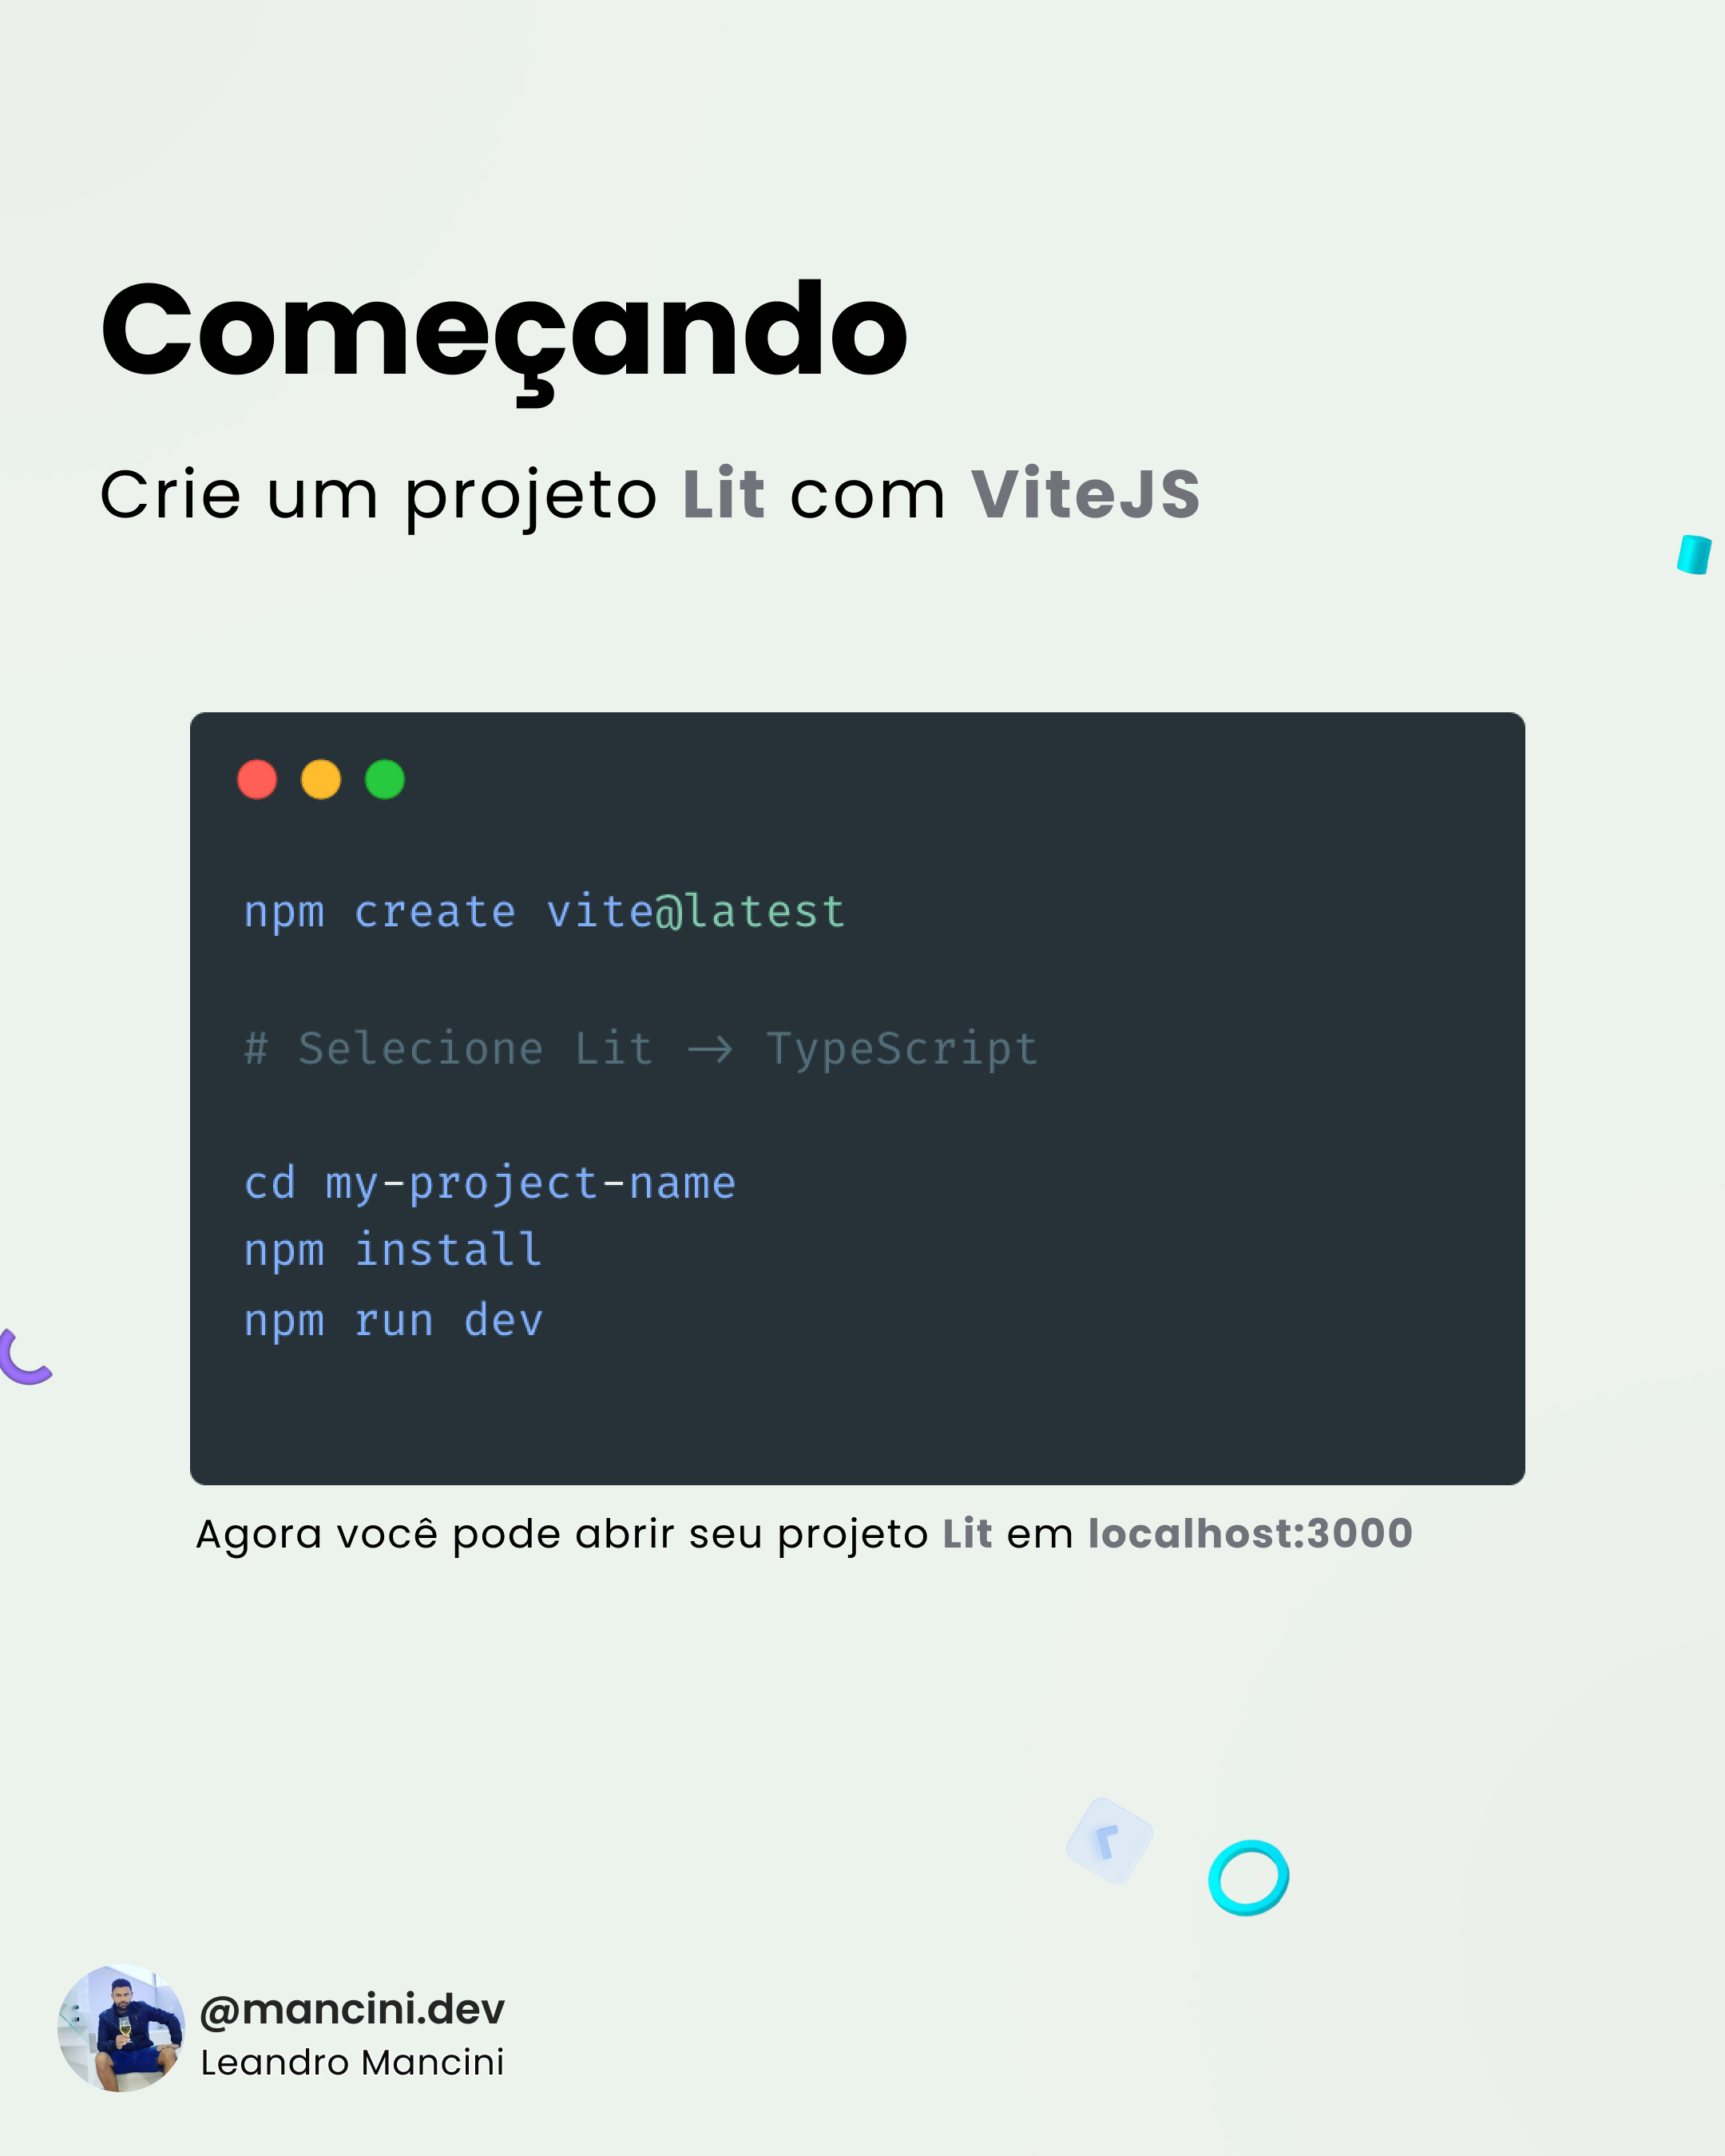 Começando
Crie um projeto Lit com ViteJS
npm create vite@latest
# Selecione Lit -> TypeScript
cd my-project-name
npm install
npm run dev
Agora você pode abrir seu projeto Lit em localhost:3000
@mancini.dev
Leandro Mancini